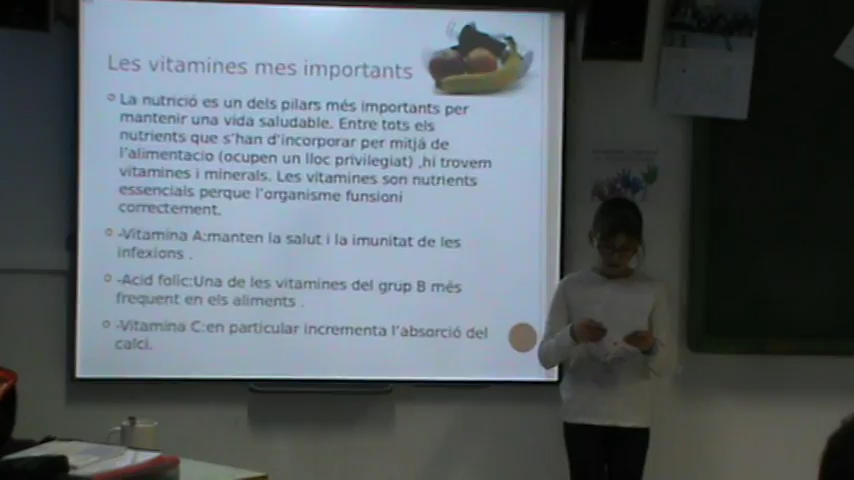 Les vitamines mes importants
La nutrició es un dels pilars més importants per
mantenir una vida saludable. Entre tots els
nutrients que s'han d'incorporar per mitjá de
l'alimentacio (ocupen un lloc privilegiat) ,hi trovem
vitamines i minerals. Les vitamines son nutrients
essencials perque l'organisme funsioni
correctement.
-Vitamina A:manten la salut i la imunitat de les
infexions .
-Acid folic:Una de les vitamines del grup B més
frequent en els aliments .
-Vitamina C:en particular incrementa l'absorció del
calci.